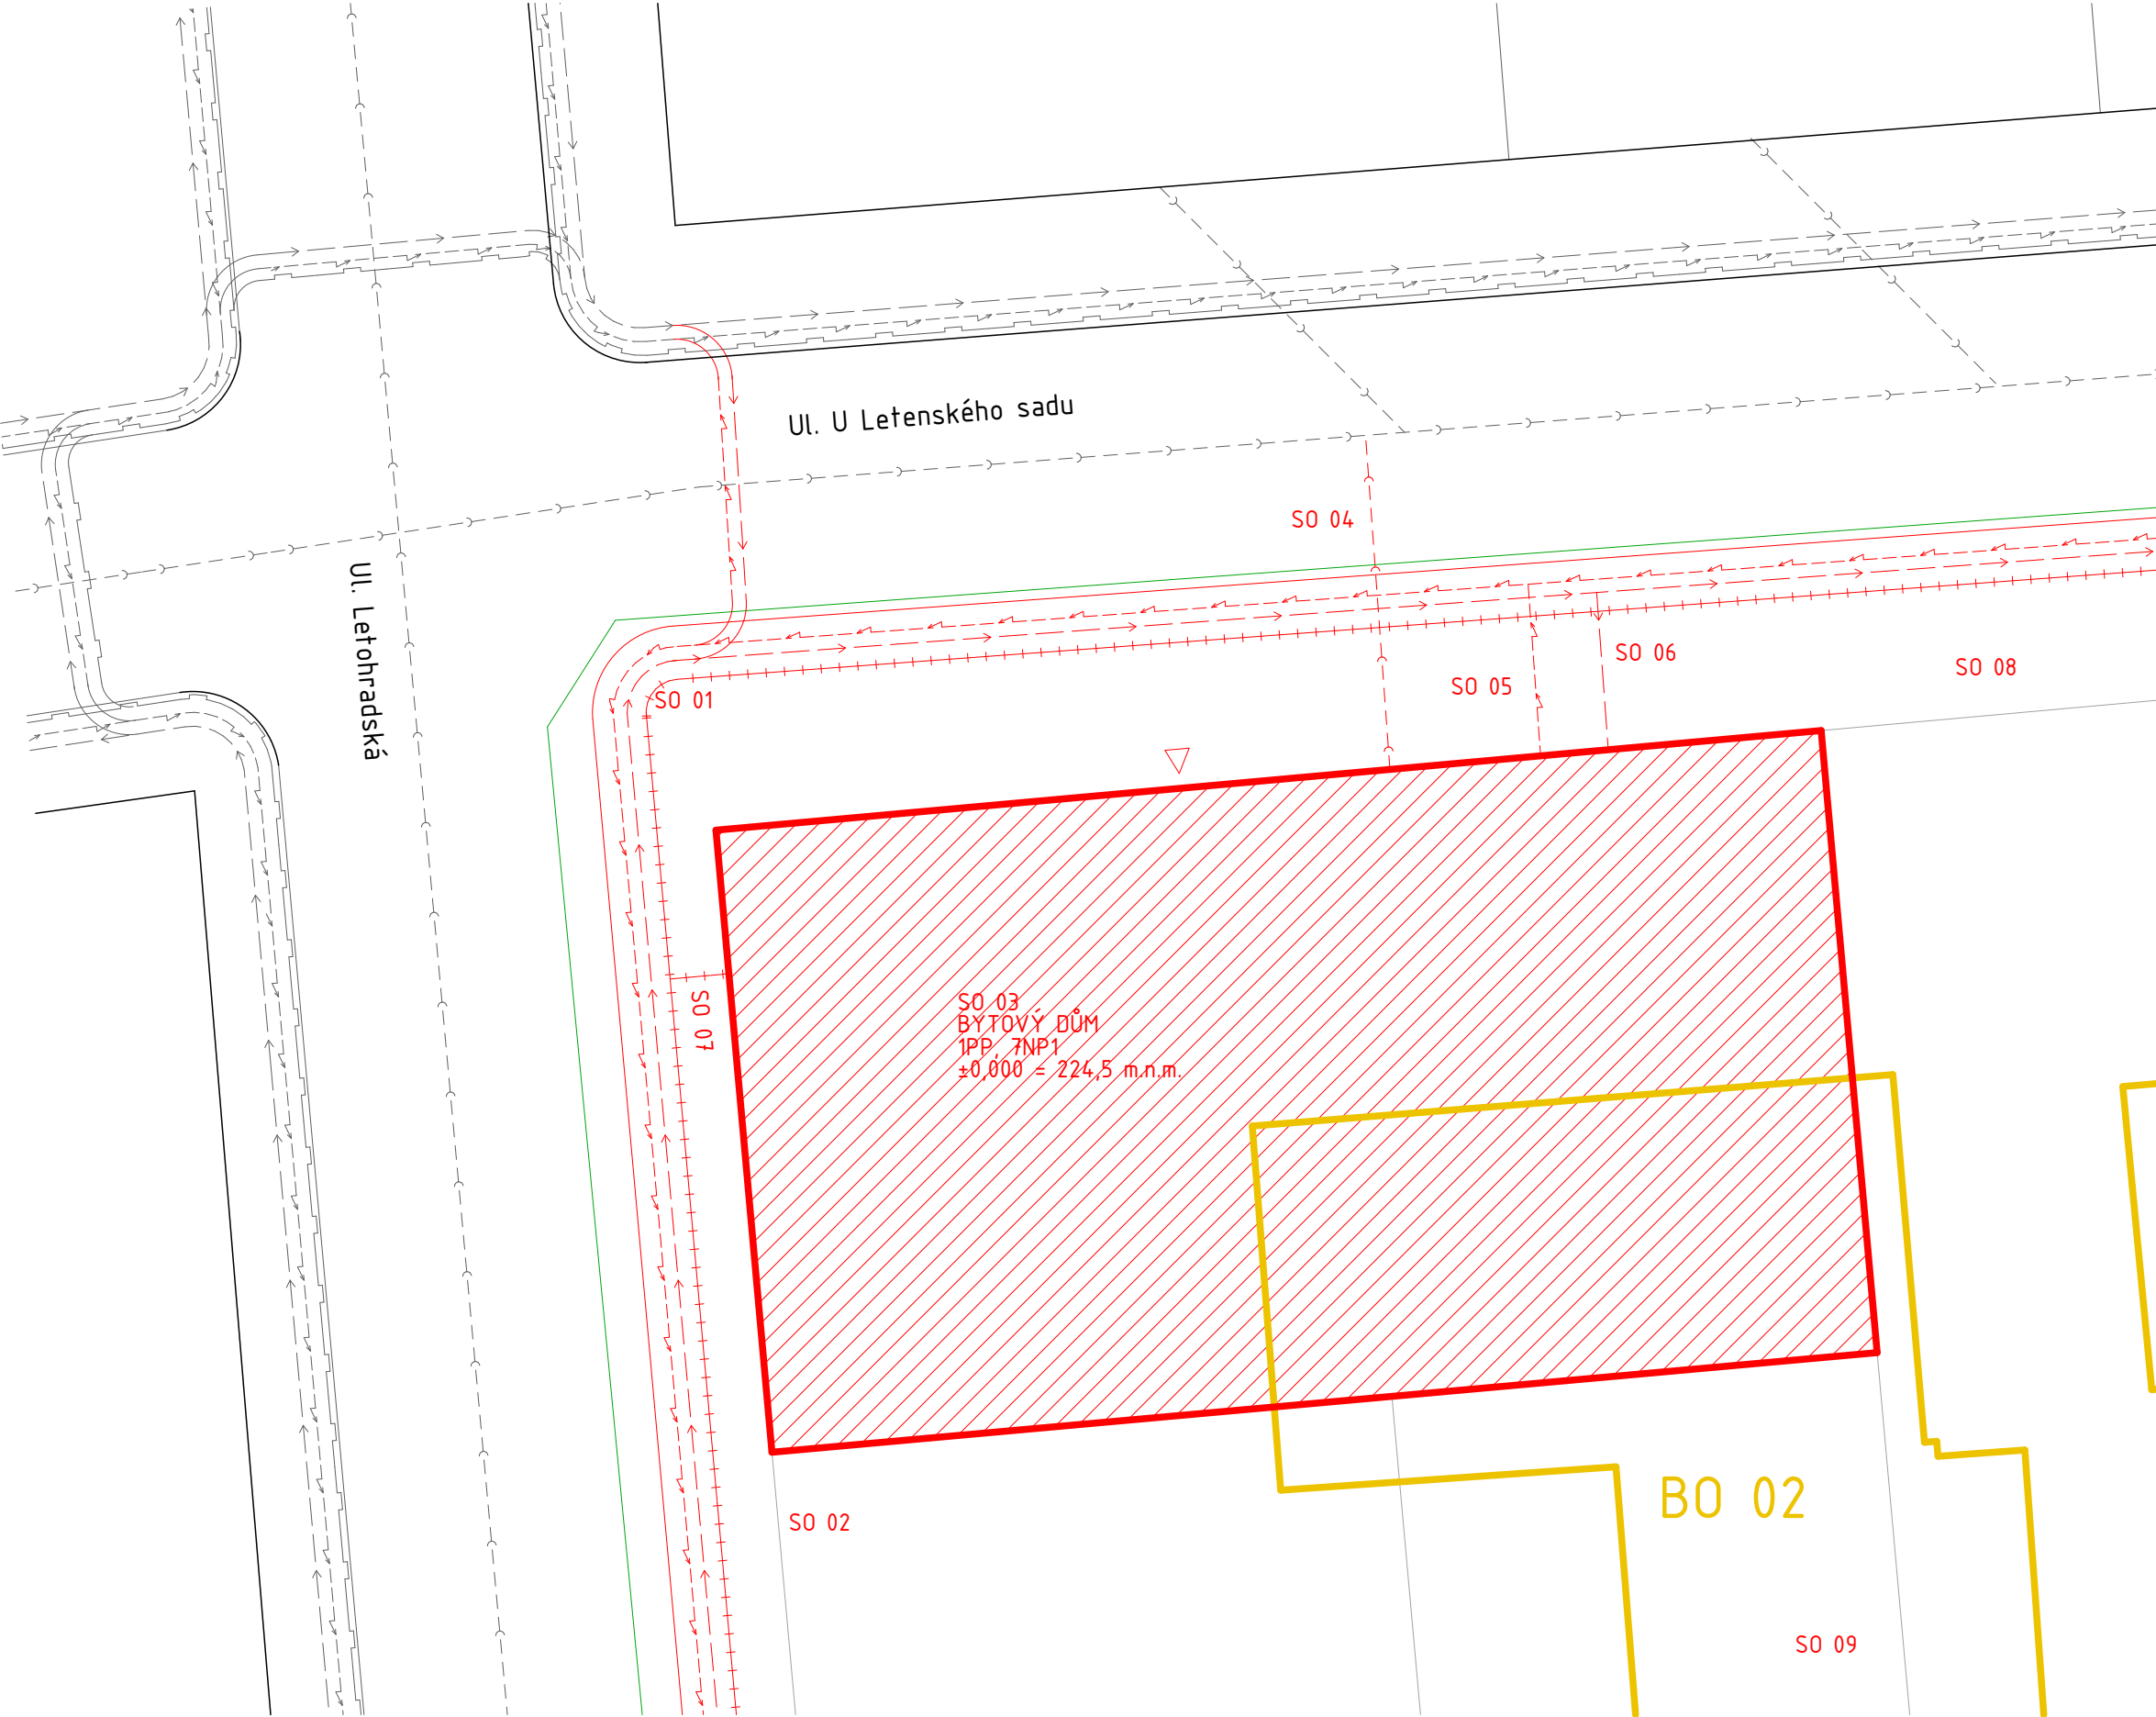 Ul. U Letenského sadu
SO 04
Ul. Letohradská
SO 06
SO 08
SO 05
SO 01
SO 07
SO 03
BYTOVÝ DŮM
1PP, 7NP1
±0,000 = 224,5 m.n.m.
BO 02
SO 02
SO 09